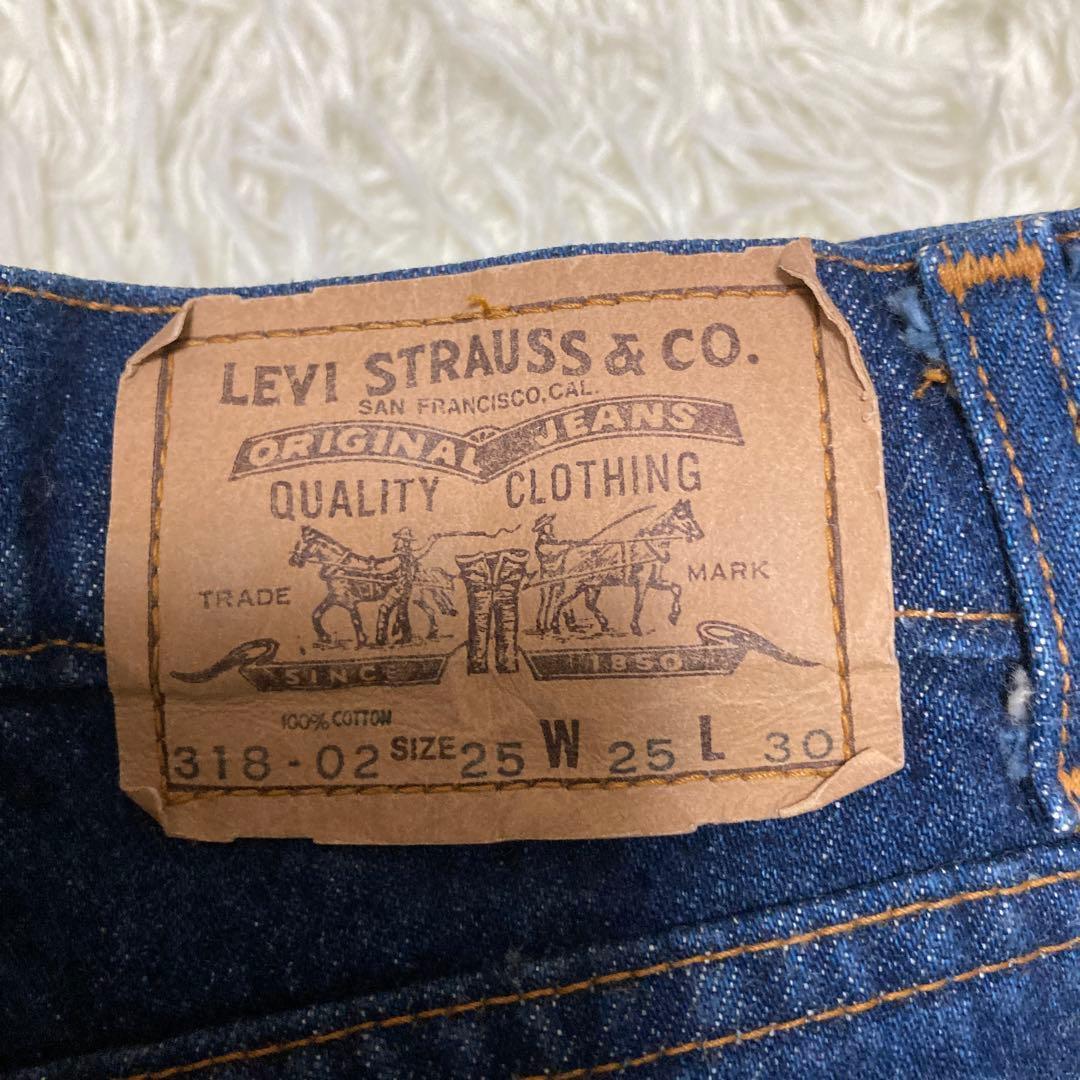 LEVI STRAUSS & CO.
SAN FRANCISCO, CAL.
ORIGINAL JEANS
QUALITY CLOTHING
TRADE MARK
SINCE 1850
100% COTTON
318-02 SIZE 25 W 25 L 30